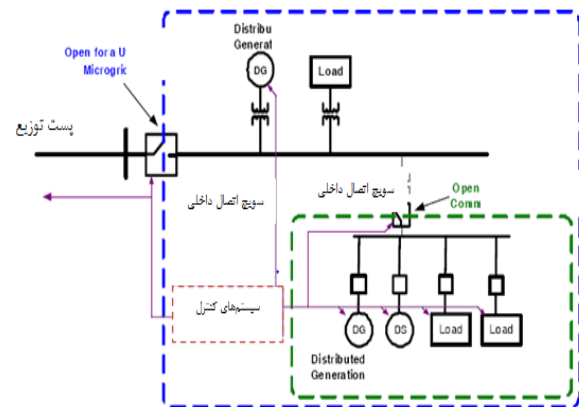 Distribu
Generat
Open for a U
Microgric
DG
Load
پست توزیع
سویچ اتصال داخلی
سویچ اتصال داخلی
Open
Comm
سیستم‌های کنترل
DG
DS
Load
Load
Distributed
Generation